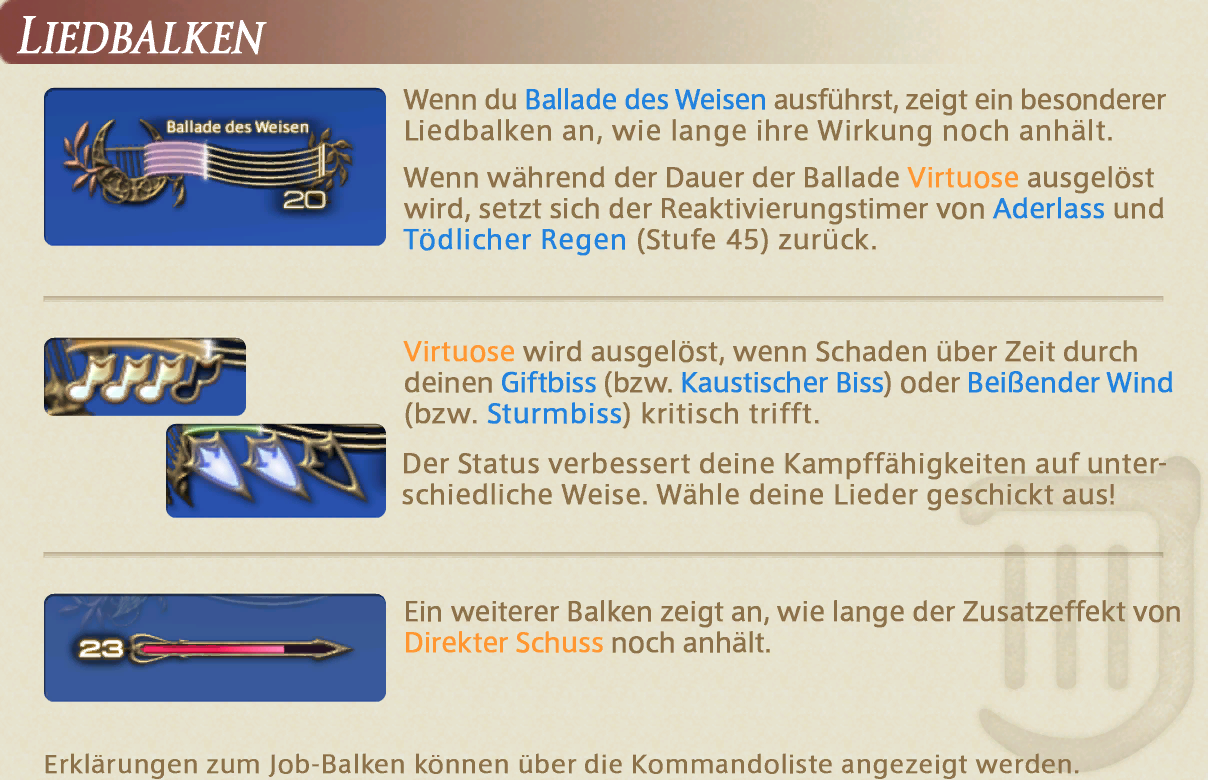 LIEDBALKEN
Ballade des Weisen
20
Wenn du Ballade des Weisen ausführst, zeigt ein besonderer
Liedbalken an, wie lange ihre Wirkung noch anhält.
Wenn während der Dauer der Ballade Virtuose ausgelöst
wird, setzt sich der Reaktivierungstimer von Aderlass und
Tödlicher Regen (Stufe 45) zurück.
Virtuose wird ausgelöst, wenn Schaden über Zeit durch
deinen Giftbiss (bzw. Kaustischer Biss) oder Beißender Wind
(bzw. Sturmbiss) kritisch trifft.
Der Status verbessert deine Kampffähigkeiten auf unter-
schiedliche Weise. Wähle deine Lieder geschickt aus!
23
Ein weiterer Balken zeigt an, wie lange der Zusatzeffekt von
Direkter Schuss noch anhält.
Erklärungen zum Job-Balken können über die Kommandoliste angezeigt werden.